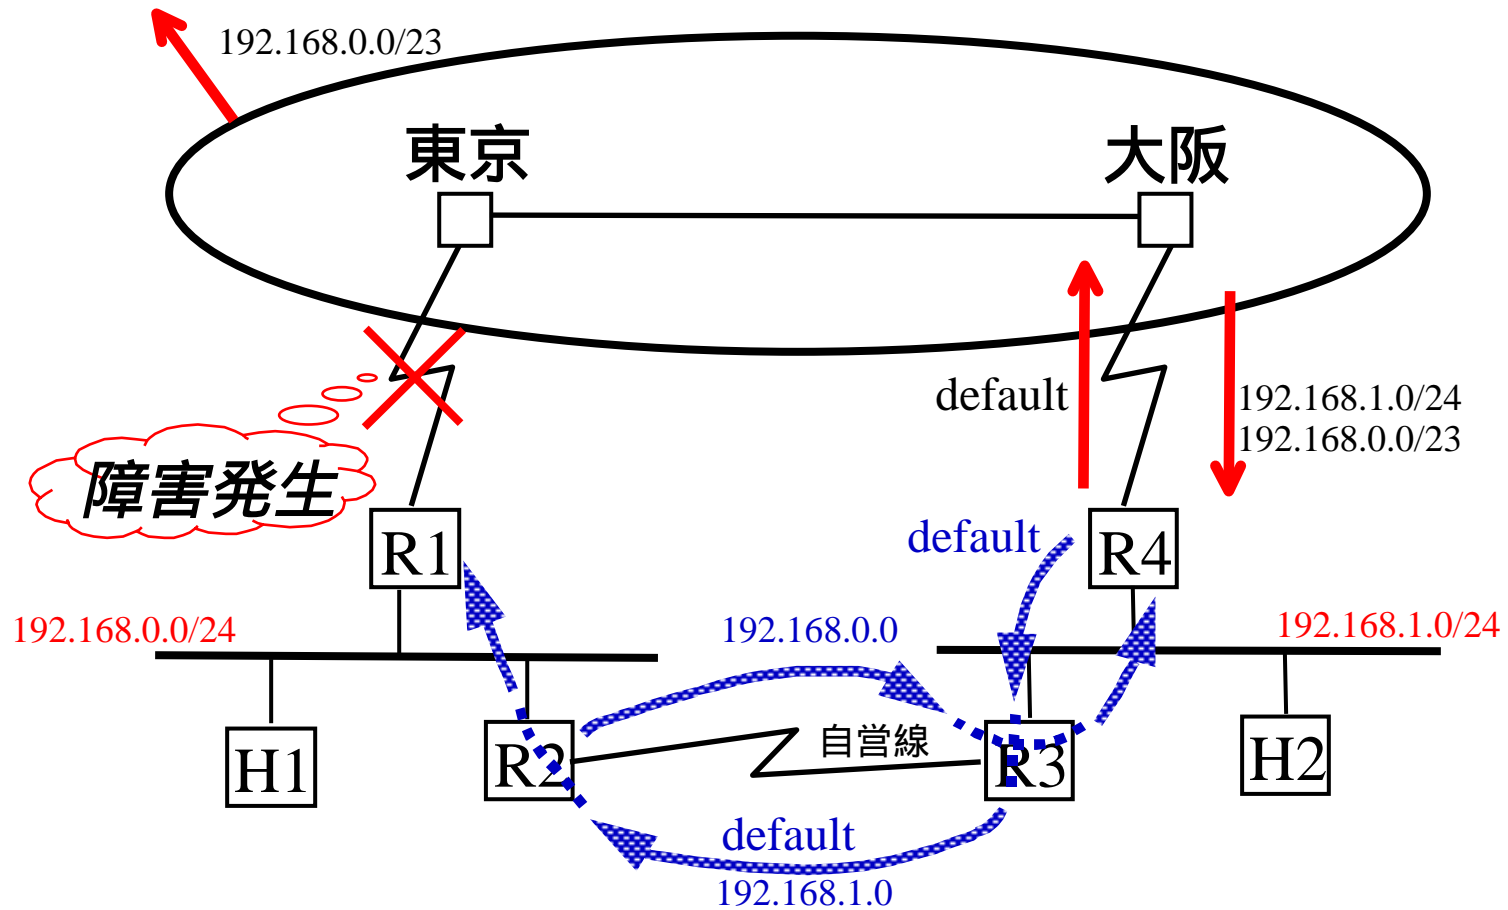 192.168.0.0/23
東京
大阪
default
192.168.1.0/24
192.168.0.0/23
障害発生
R1
default
R4
192.168.0.0/24
192.168.0.0
192.168.1.0/24
自営線
H1
R2
R3
H2
default
192.168.1.0